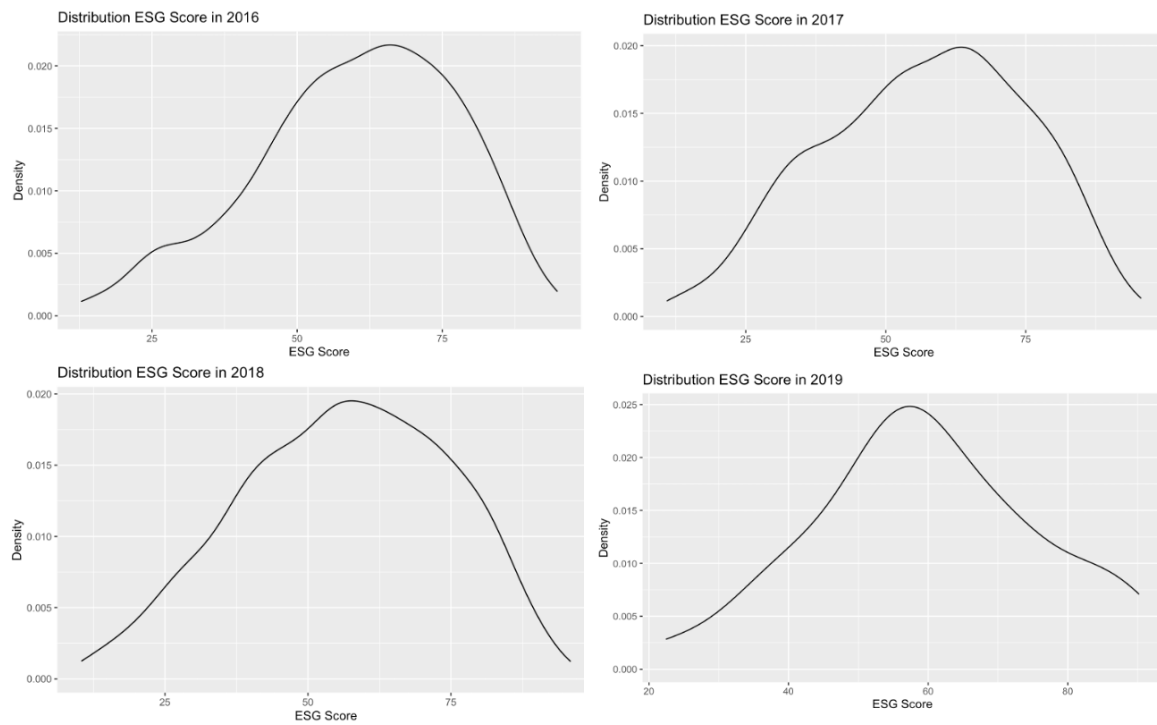 Distribution ESG Score in 2016
0.020
0.015
0.010
0.005
0.000
Density
25 50 75
ESG Score
Distribution ESG Score in 2017
0.020
0.015
0.010
0.005
0.000
Density
25 50 75
ESG Score
Distribution ESG Score in 2018
0.020
0.015
0.010
0.005
0.000
Density
25 50 75
ESG Score
Distribution ESG Score in 2019
0.025
0.020
0.015
0.010
0.005
0.000
Density
20 40 60 80
ESG Score